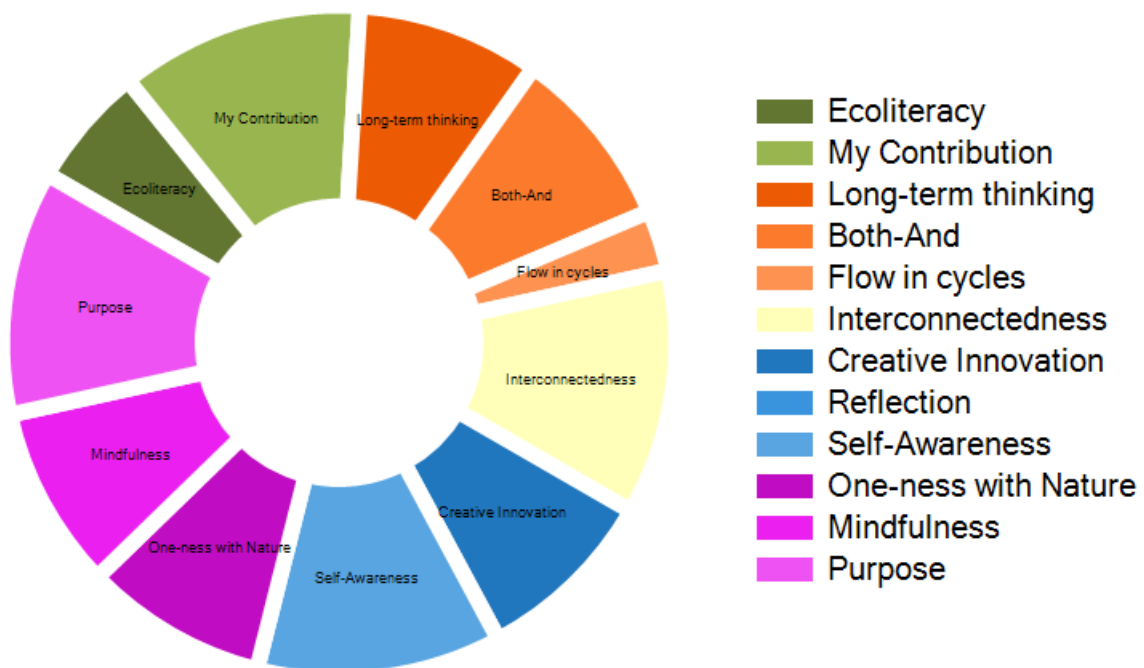 My Contribution
Long-term thinking
Ecoliteracy
Both-And
Flow in cycles
Purpose
Interconnectedness
Mindfulness
Creative Innovation
One-ness with Nature
Self-Awareness
Ecoliteracy
My Contribution
Long-term thinking
Both-And
Flow in cycles
Interconnectedness
Creative Innovation
Reflection
Self-Awareness
One-ness with Nature
Mindfulness
Purpose